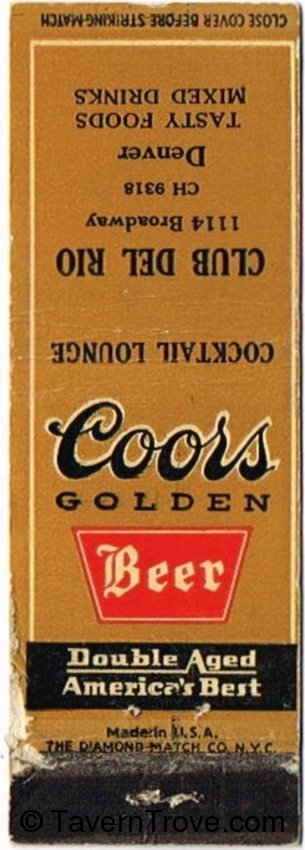 CLOSE COVER BEFORE STRIKING MATCH
COCKTAIL LOUNGE
CLUB DEL RIO
1114 Broadway
CH 9318
Denver
TASTY FOODS
MIXED DRINKS
Coors
GOLDEN
Beer
Double Aged
America's Best
Made in U.S.A.
THE DIAMOND MATCH CO. N.Y.C.
© TavernTrove.com